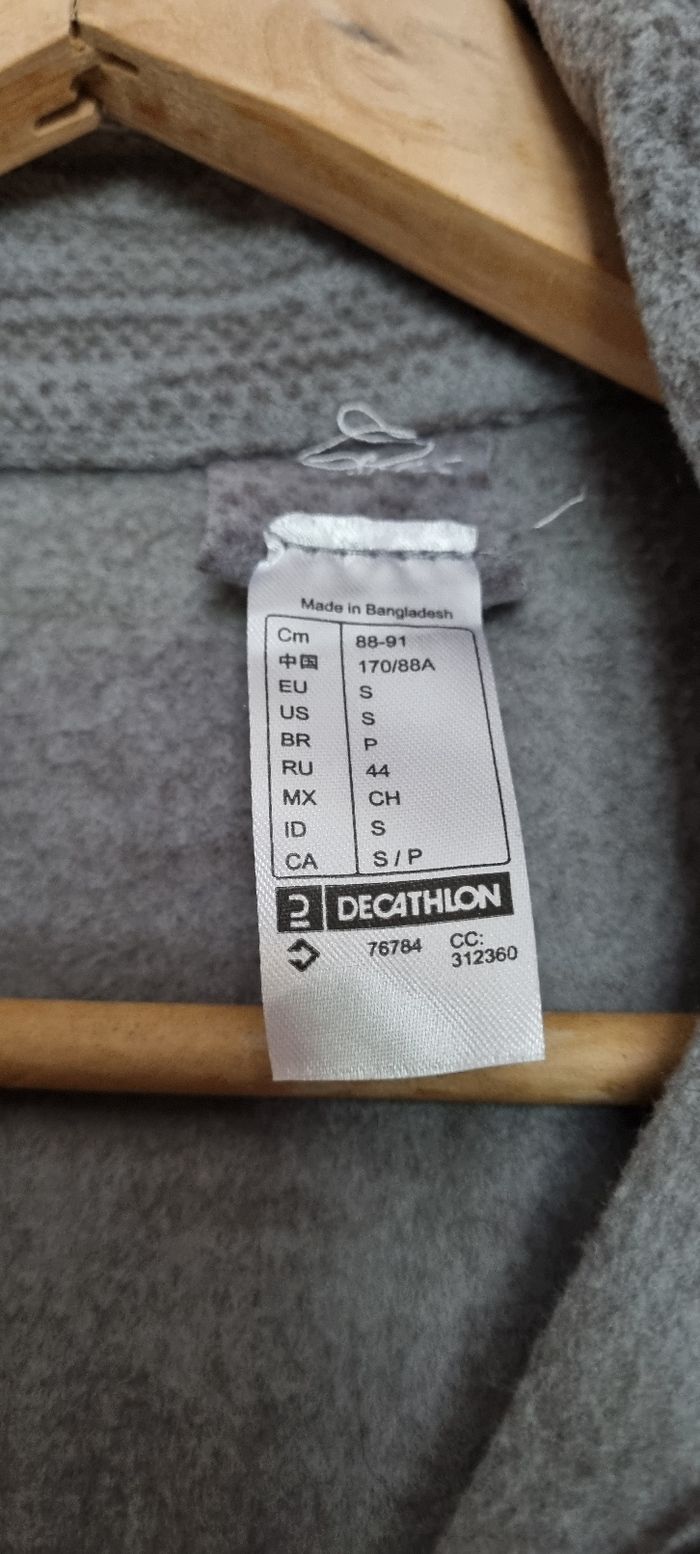 Made in Bangladesh
Cm 88-91
中国 170/88A
EU S
US S
BR P
RU 44
MX CH
ID S
CA S / P
DECATHLON
76784 CC:
312360